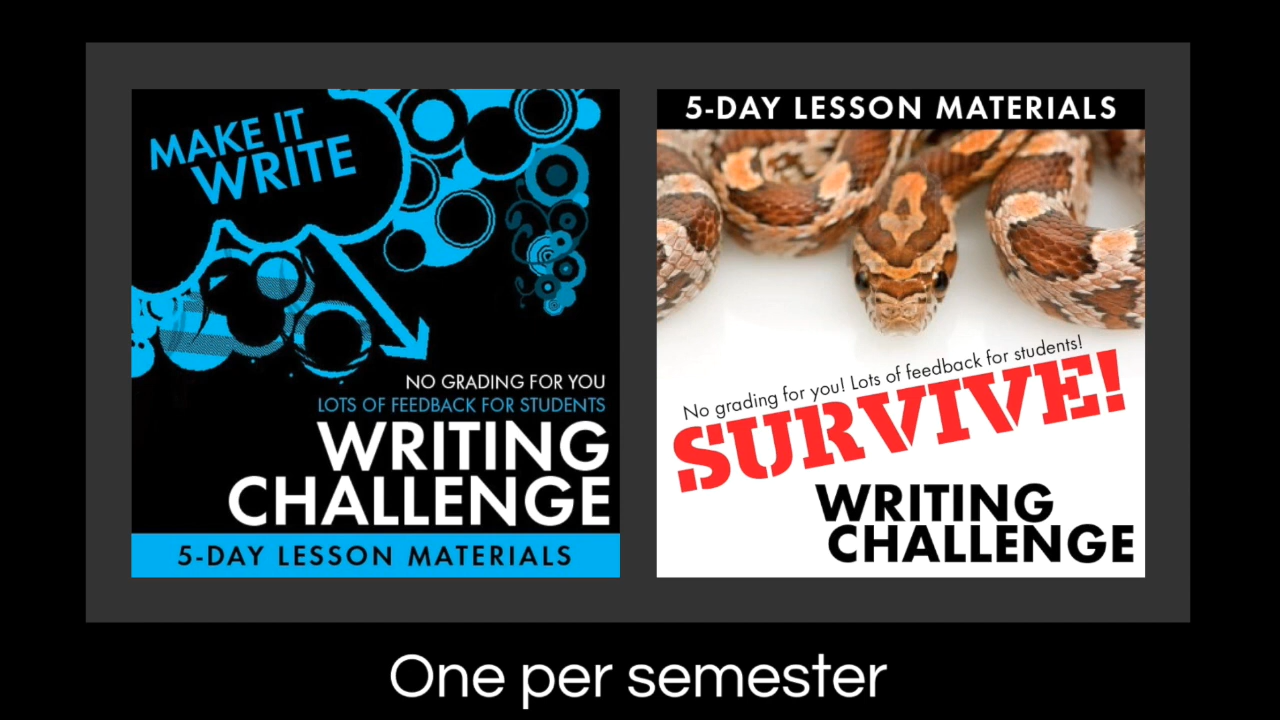 MAKE IT
WRITE
NO GRADING FOR YOU
LOTS OF FEEDBACK FOR STUDENTS
WRITING
CHALLENGE
5-DAY LESSON MATERIALS
5-DAY LESSON MATERIALS
No grading for you! Lots of feedback for students!
SURVIVE!
WRITING
CHALLENGE
One per semester